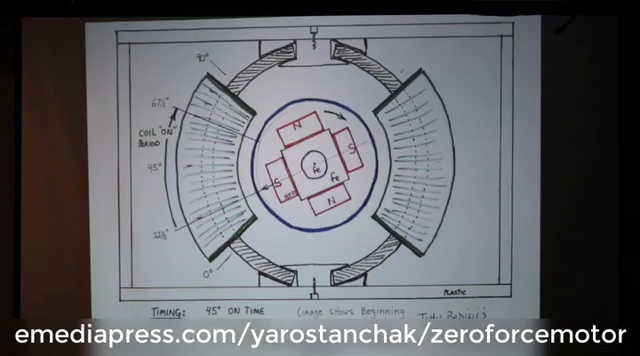 90°
67½°
COIL "ON"
PERIOD
45°
22½°
0°
N
S
S
NEO
Fe
Fe
N
PLASTIC
TIMING: 45° ON TIME (IMAGE SHOWS BEGINNING
emediapress.com/yarostanchak/zeroforcemotor